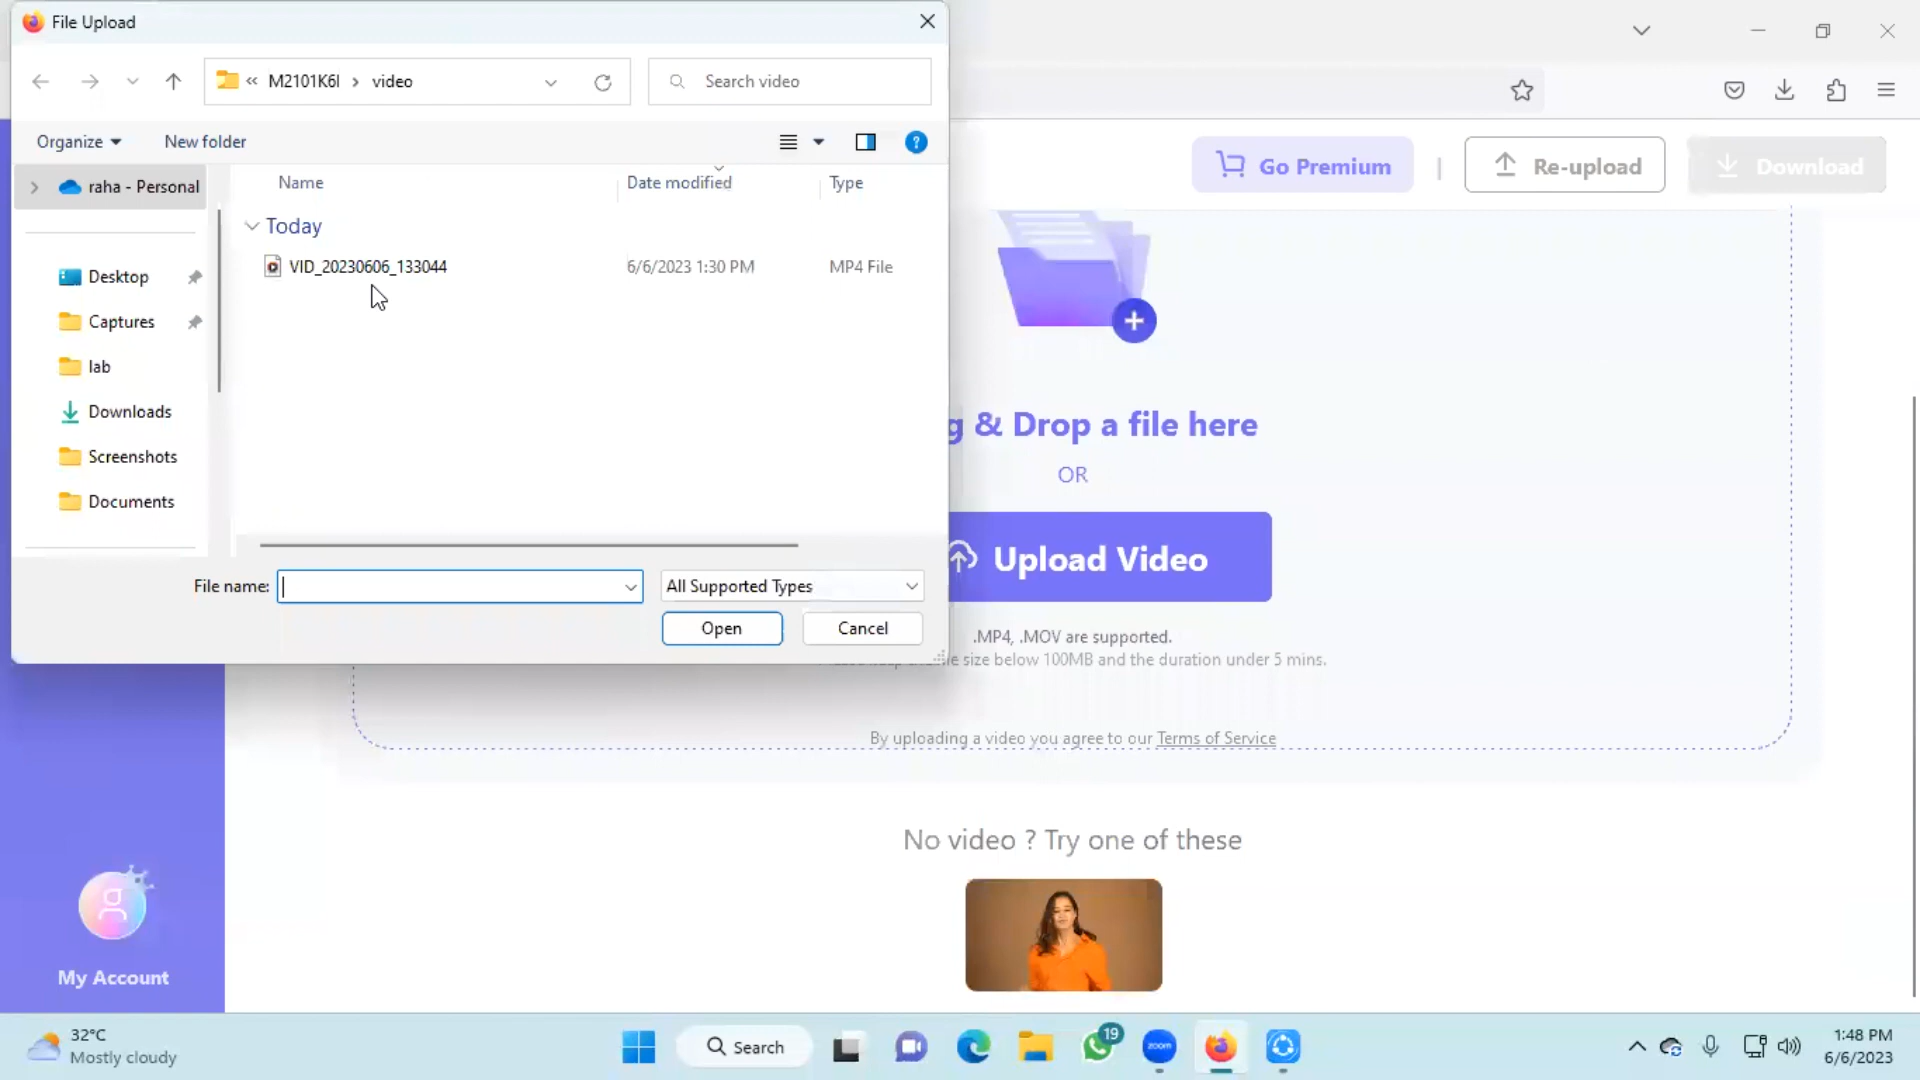 File Upload
« M2101K6I > video
Search video
Organize
New folder
Go Premium
|
Re-upload
Download
raha - Personal
Name
Date modified
Type
Today
VID_20230606_133044
6/6/2023 1:30 PM
MP4 File
Desktop
Captures
lab
Downloads
Screenshots
Documents
g & Drop a file here
OR
Upload Video
File name:
All Supported Types
Open
Cancel
.MP4, .MOV are supported.
size below 100MB and the duration under 5 mins.
By uploading a video you agree to our Terms of Service
No video ? Try one of these
My Account
32°C
Mostly cloudy
Search
19
zoom
1:48 PM
6/6/2023